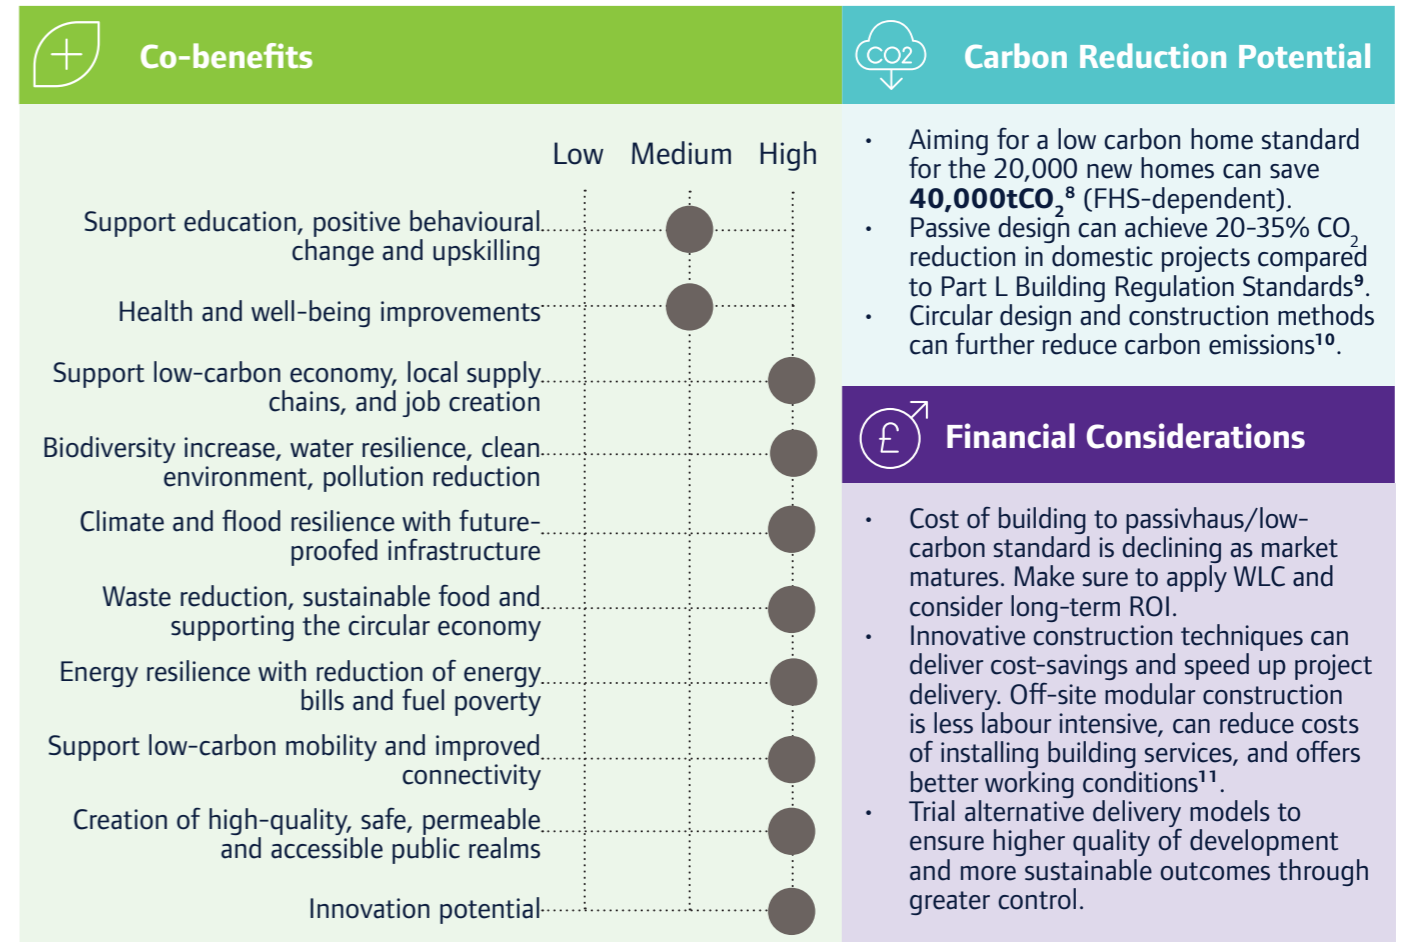 Co-benefits
Low Medium High
Support education, positive behavioural
change and upskilling
Health and well-being improvements
Support low-carbon economy, local supply
chains, and job creation
Biodiversity increase, water resilience, clean
environment, pollution reduction
Climate and flood resilience with future-
proofed infrastructure
Waste reduction, sustainable food and
supporting the circular economy
Energy resilience with reduction of energy
bills and fuel poverty
Support low-carbon mobility and improved
connectivity
Creation of high-quality, safe, permeable
and accessible public realms
Innovation potential
CO2
Carbon Reduction Potential
• Aiming for a low carbon home standard
for the 20,000 new homes can save
40,000tCO₂⁸ (FHS-dependent).
• Passive design can achieve 20-35% CO₂
reduction in domestic projects compared
to Part L Building Regulation Standards⁹.
• Circular design and construction methods
can further reduce carbon emissions¹⁰.
£
Financial Considerations
• Cost of building to passivhaus/low-
carbon standard is declining as market
matures. Make sure to apply WLC and
consider long-term ROI.
• Innovative construction techniques can
deliver cost-savings and speed up project
delivery. Off-site modular construction
is less labour intensive, can reduce costs
of installing building services, and offers
better working conditions¹¹.
• Trial alternative delivery models to
ensure higher quality of development
and more sustainable outcomes through
greater control.